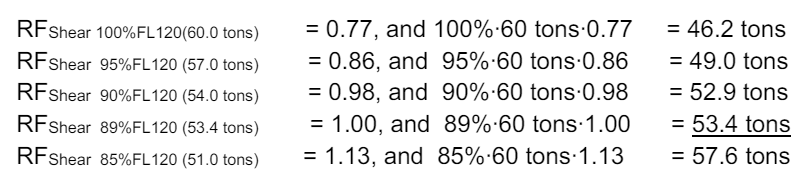 RFShear 100%FL120(60.0 tons) = 0.77, and 100%·60 tons·0.77 = 46.2 tons
RFShear 95%FL120 (57.0 tons) = 0.86, and 95%·60 tons·0.86 = 49.0 tons
RFShear 90%FL120 (54.0 tons) = 0.98, and 90%·60 tons·0.98 = 52.9 tons
RFShear 89%FL120 (53.4 tons) = 1.00, and 89%·60 tons·1.00 = 53.4 tons
RFShear 85%FL120 (51.0 tons) = 1.13, and 85%·60 tons·1.13 = 57.6 tons